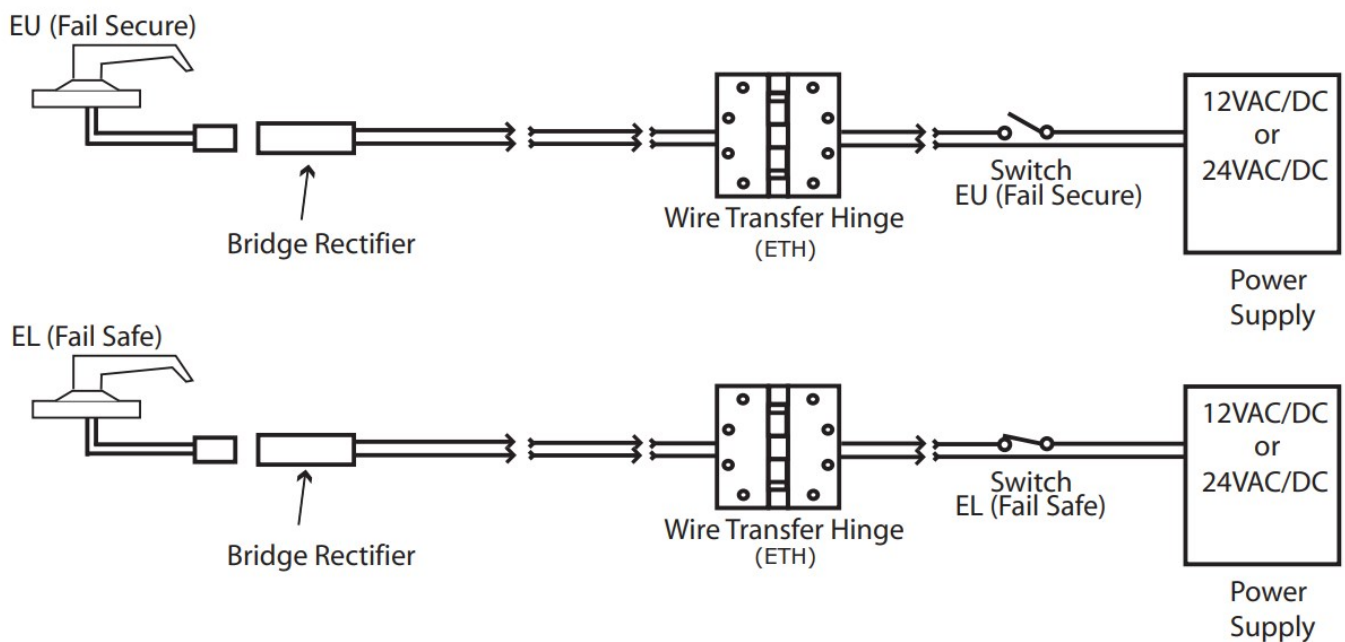 EU (Fail Secure)
12VAC/DC
or
24VAC/DC
Switch
EU (Fail Secure)
Wire Transfer Hinge
(ETH)
Bridge Rectifier
Power
Supply
EL (Fail Safe)
12VAC/DC
or
24VAC/DC
Switch
EL (Fail Safe)
Wire Transfer Hinge
(ETH)
Bridge Rectifier
Power
Supply